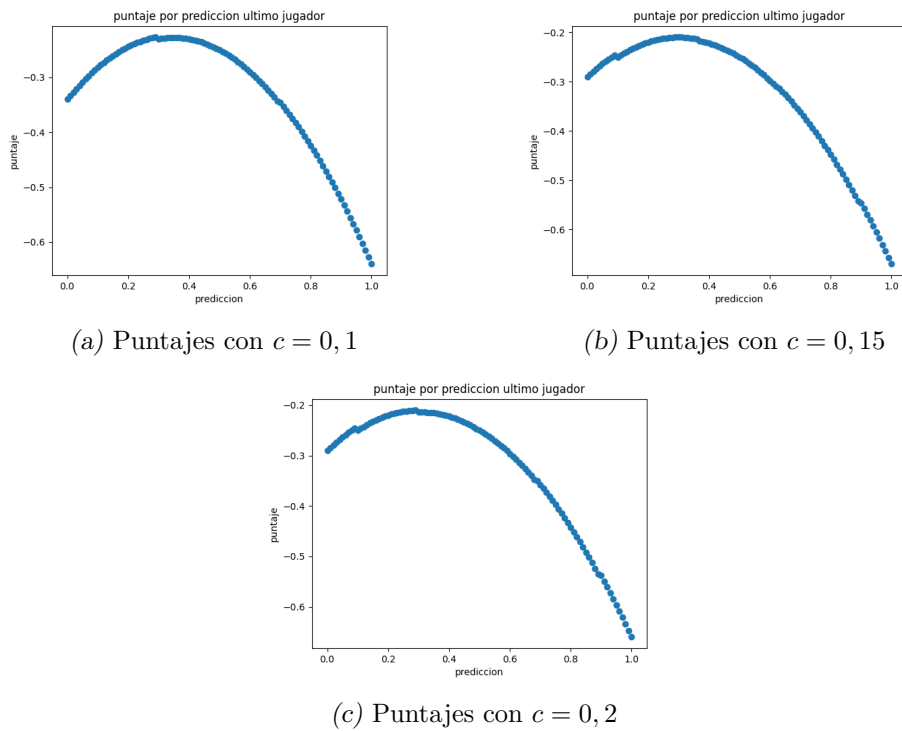 puntaje por prediccion ultimo jugador
−0.3
−0.4
−0.5
−0.6
puntaje
0.0 0.2 0.4 0.6 0.8 1.0
prediccion
(a) Puntajes con c = 0, 1
puntaje por prediccion ultimo jugador
−0.2
−0.3
−0.4
−0.5
−0.6
puntaje
0.0 0.2 0.4 0.6 0.8 1.0
prediccion
(b) Puntajes con c = 0, 15
puntaje por prediccion ultimo jugador
−0.2
−0.3
−0.4
−0.5
−0.6
puntaje
0.0 0.2 0.4 0.6 0.8 1.0
prediccion
(c) Puntajes con c = 0, 2